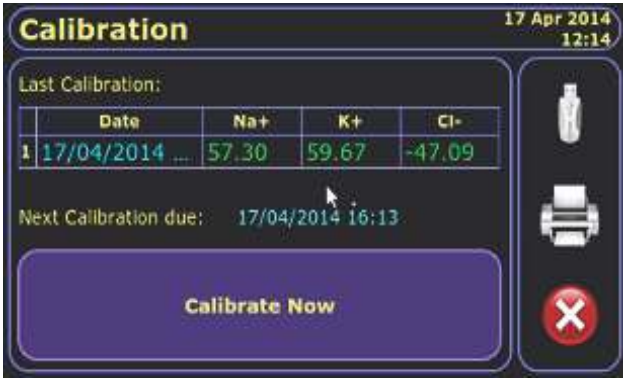 Calibration
17 Apr 2014
12:14
Last Calibration:
Date Na+ K+ Cl-
1 17/04/2014 ... 57.30 59.67 -47.09
Next Calibration due: 17/04/2014 16:13
Calibrate Now